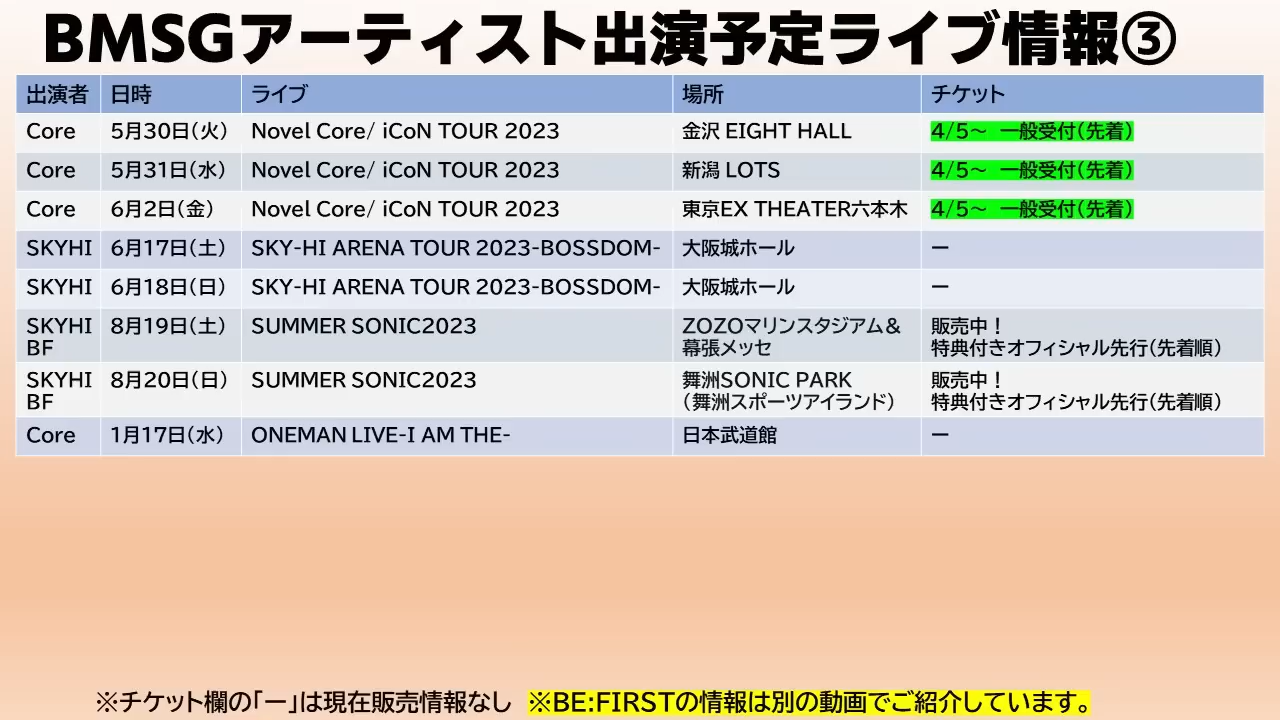 BMSGアーティスト出演予定ライブ情報③
出演者 日時 ライブ 場所 チケット
Core 5月30日(火) Novel Core/ iCoN TOUR 2023 金沢 EIGHT HALL 4/5～ 一般受付(先着)
Core 5月31日(水) Novel Core/ iCoN TOUR 2023 新潟 LOTS 4/5～ 一般受付(先着)
Core 6月2日(金) Novel Core/ iCoN TOUR 2023 東京EX THEATER六本木 4/5～ 一般受付(先着)
SKYHI 6月17日(土) SKY-HI ARENA TOUR 2023-BOSSDOM- 大阪城ホール ー
SKYHI 6月18日(日) SKY-HI ARENA TOUR 2023-BOSSDOM- 大阪城ホール ー
SKYHI 8月19日(土) SUMMER SONIC2023 ZOZOマリンスタジアム＆ 販売中！
BF 幕張メッセ 特典付きオフィシャル先行(先着順)
SKYHI 8月20日(日) SUMMER SONIC2023 舞洲SONIC PARK 販売中！
BF (舞洲スポーツアイランド) 特典付きオフィシャル先行(先着順)
Core 1月17日(水) ONEMAN LIVE-I AM THE- 日本武道館 ー
※チケット欄の｢ー｣は現在販売情報なし ※BE:FIRSTの情報は別の動画でご紹介しています。